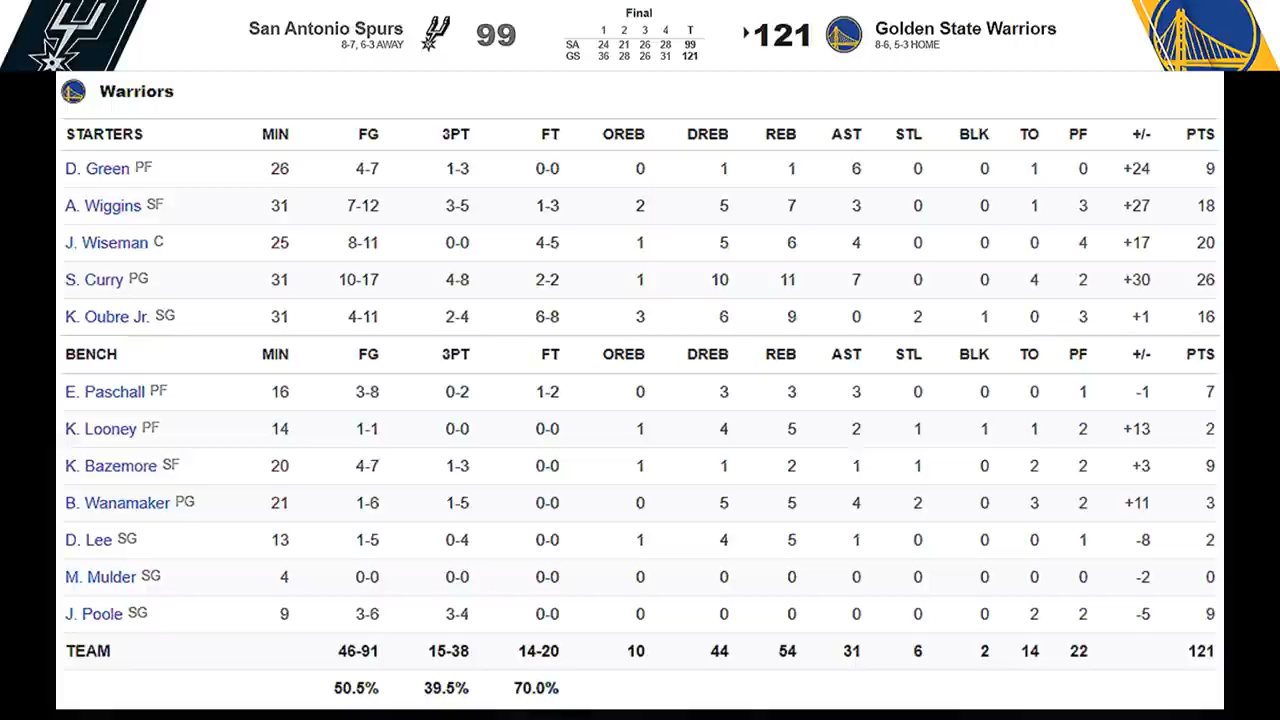 San Antonio Spurs 99 Final 121 Golden State Warriors
8-7, 6-3 AWAY 8-6, 5-3 HOME
1 2 3 4 T
SA 24 21 26 28 99
GS 36 28 26 31 121
Warriors
STARTERS MIN FG 3PT FT OREB DREB REB AST STL BLK TO PF +/- PTS
D. Green PF 26 4-7 1-3 0-0 0 1 1 6 0 0 1 0 +24 9
A. Wiggins SF 31 7-12 3-5 1-3 2 5 7 3 0 0 1 3 +27 18
J. Wiseman C 25 8-11 0-0 4-5 1 5 6 4 0 0 0 4 +17 20
S. Curry PG 31 10-17 4-8 2-2 1 10 11 7 0 0 4 2 +30 26
K. Oubre Jr. SG 31 4-11 2-4 6-8 3 6 9 0 2 1 0 3 +1 16
BENCH MIN FG 3PT FT OREB DREB REB AST STL BLK TO PF +/- PTS
E. Paschall PF 16 3-8 0-2 1-2 0 3 3 3 0 0 0 1 -1 7
K. Looney PF 14 1-1 0-0 0-0 1 4 5 2 1 1 1 2 +13 2
K. Bazemore SF 20 4-7 1-3 0-0 1 1 2 1 1 0 2 2 +3 9
B. Wanamaker PG 21 1-6 1-5 0-0 0 5 5 4 2 0 3 2 +11 3
D. Lee SG 13 1-5 0-4 0-0 1 4 5 1 0 0 0 1 -8 2
M. Mulder SG 4 0-0 0-0 0-0 0 0 0 0 0 0 0 0 -2 0
J. Poole SG 9 3-6 3-4 0-0 0 0 0 0 0 0 2 2 -5 9
TEAM 46-91 15-38 14-20 10 44 54 31 6 2 14 22 121
50.5% 39.5% 70.0%